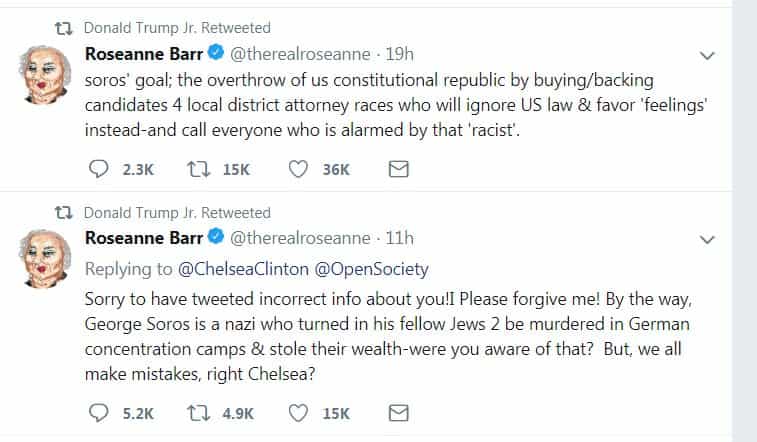 Donald Trump Jr. Retweeted
Roseanne Barr @therealroseanne · 19h
soros' goal; the overthrow of us constitutional republic by buying/backing
candidates 4 local district attorney races who will ignore US law & favor 'feelings'
instead-and call everyone who is alarmed by that 'racist'.
2.3K 15K 36K
Donald Trump Jr. Retweeted
Roseanne Barr @therealroseanne · 11h
Replying to @ChelseaClinton @OpenSociety
Sorry to have tweeted incorrect info about you!I Please forgive me! By the way,
George Soros is a nazi who turned in his fellow Jews 2 be murdered in German
concentration camps & stole their wealth-were you aware of that? But, we all
make mistakes, right Chelsea?
5.2K 4.9K 15K